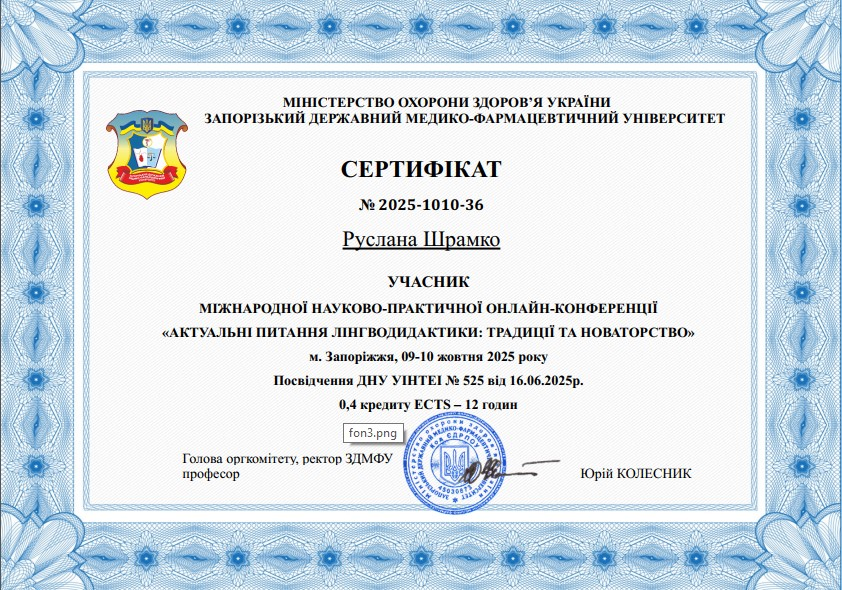 МІНІСТЕРСТВО ОХОРОНИ ЗДОРОВ’Я УКРАЇНИ
ЗАПОРІЗЬКИЙ ДЕРЖАВНИЙ МЕДИКО-ФАРМАЦЕВТИЧНИЙ УНІВЕРСИТЕТ
СЕРТИФІКАТ
№ 2025-1010-36
Руслана Шрамко
УЧАСНИК
МІЖНАРОДНОЇ НАУКОВО-ПРАКТИЧНОЇ ОНЛАЙН-КОНФЕРЕНЦІЇ
«АКТУАЛЬНІ ПИТАННЯ ЛІНГВОДИДАКТИКИ: ТРАДИЦІЇ ТА НОВАТОРСТВО»
м. Запоріжжя, 09-10 жовтня 2025 року
Посвідчення ДНУ УІНТЕІ № 525 від 16.06.2025р.
0,4 кредиту ECTS – 12 годин
fon3.png
Голова оргкомітету, ректор ЗДМФУ
професор
Юрій КОЛЕСНИК